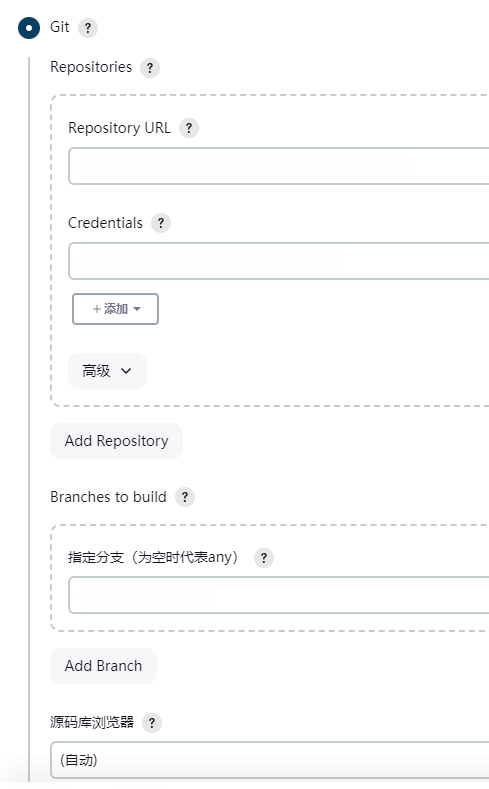 Git ?
Repositories ?
Repository URL ?
Credentials ?
+添加
高级
Add Repository
Branches to build ?
指定分支（为空时代表any） ?
Add Branch
源码库浏览器 ?
(自动)